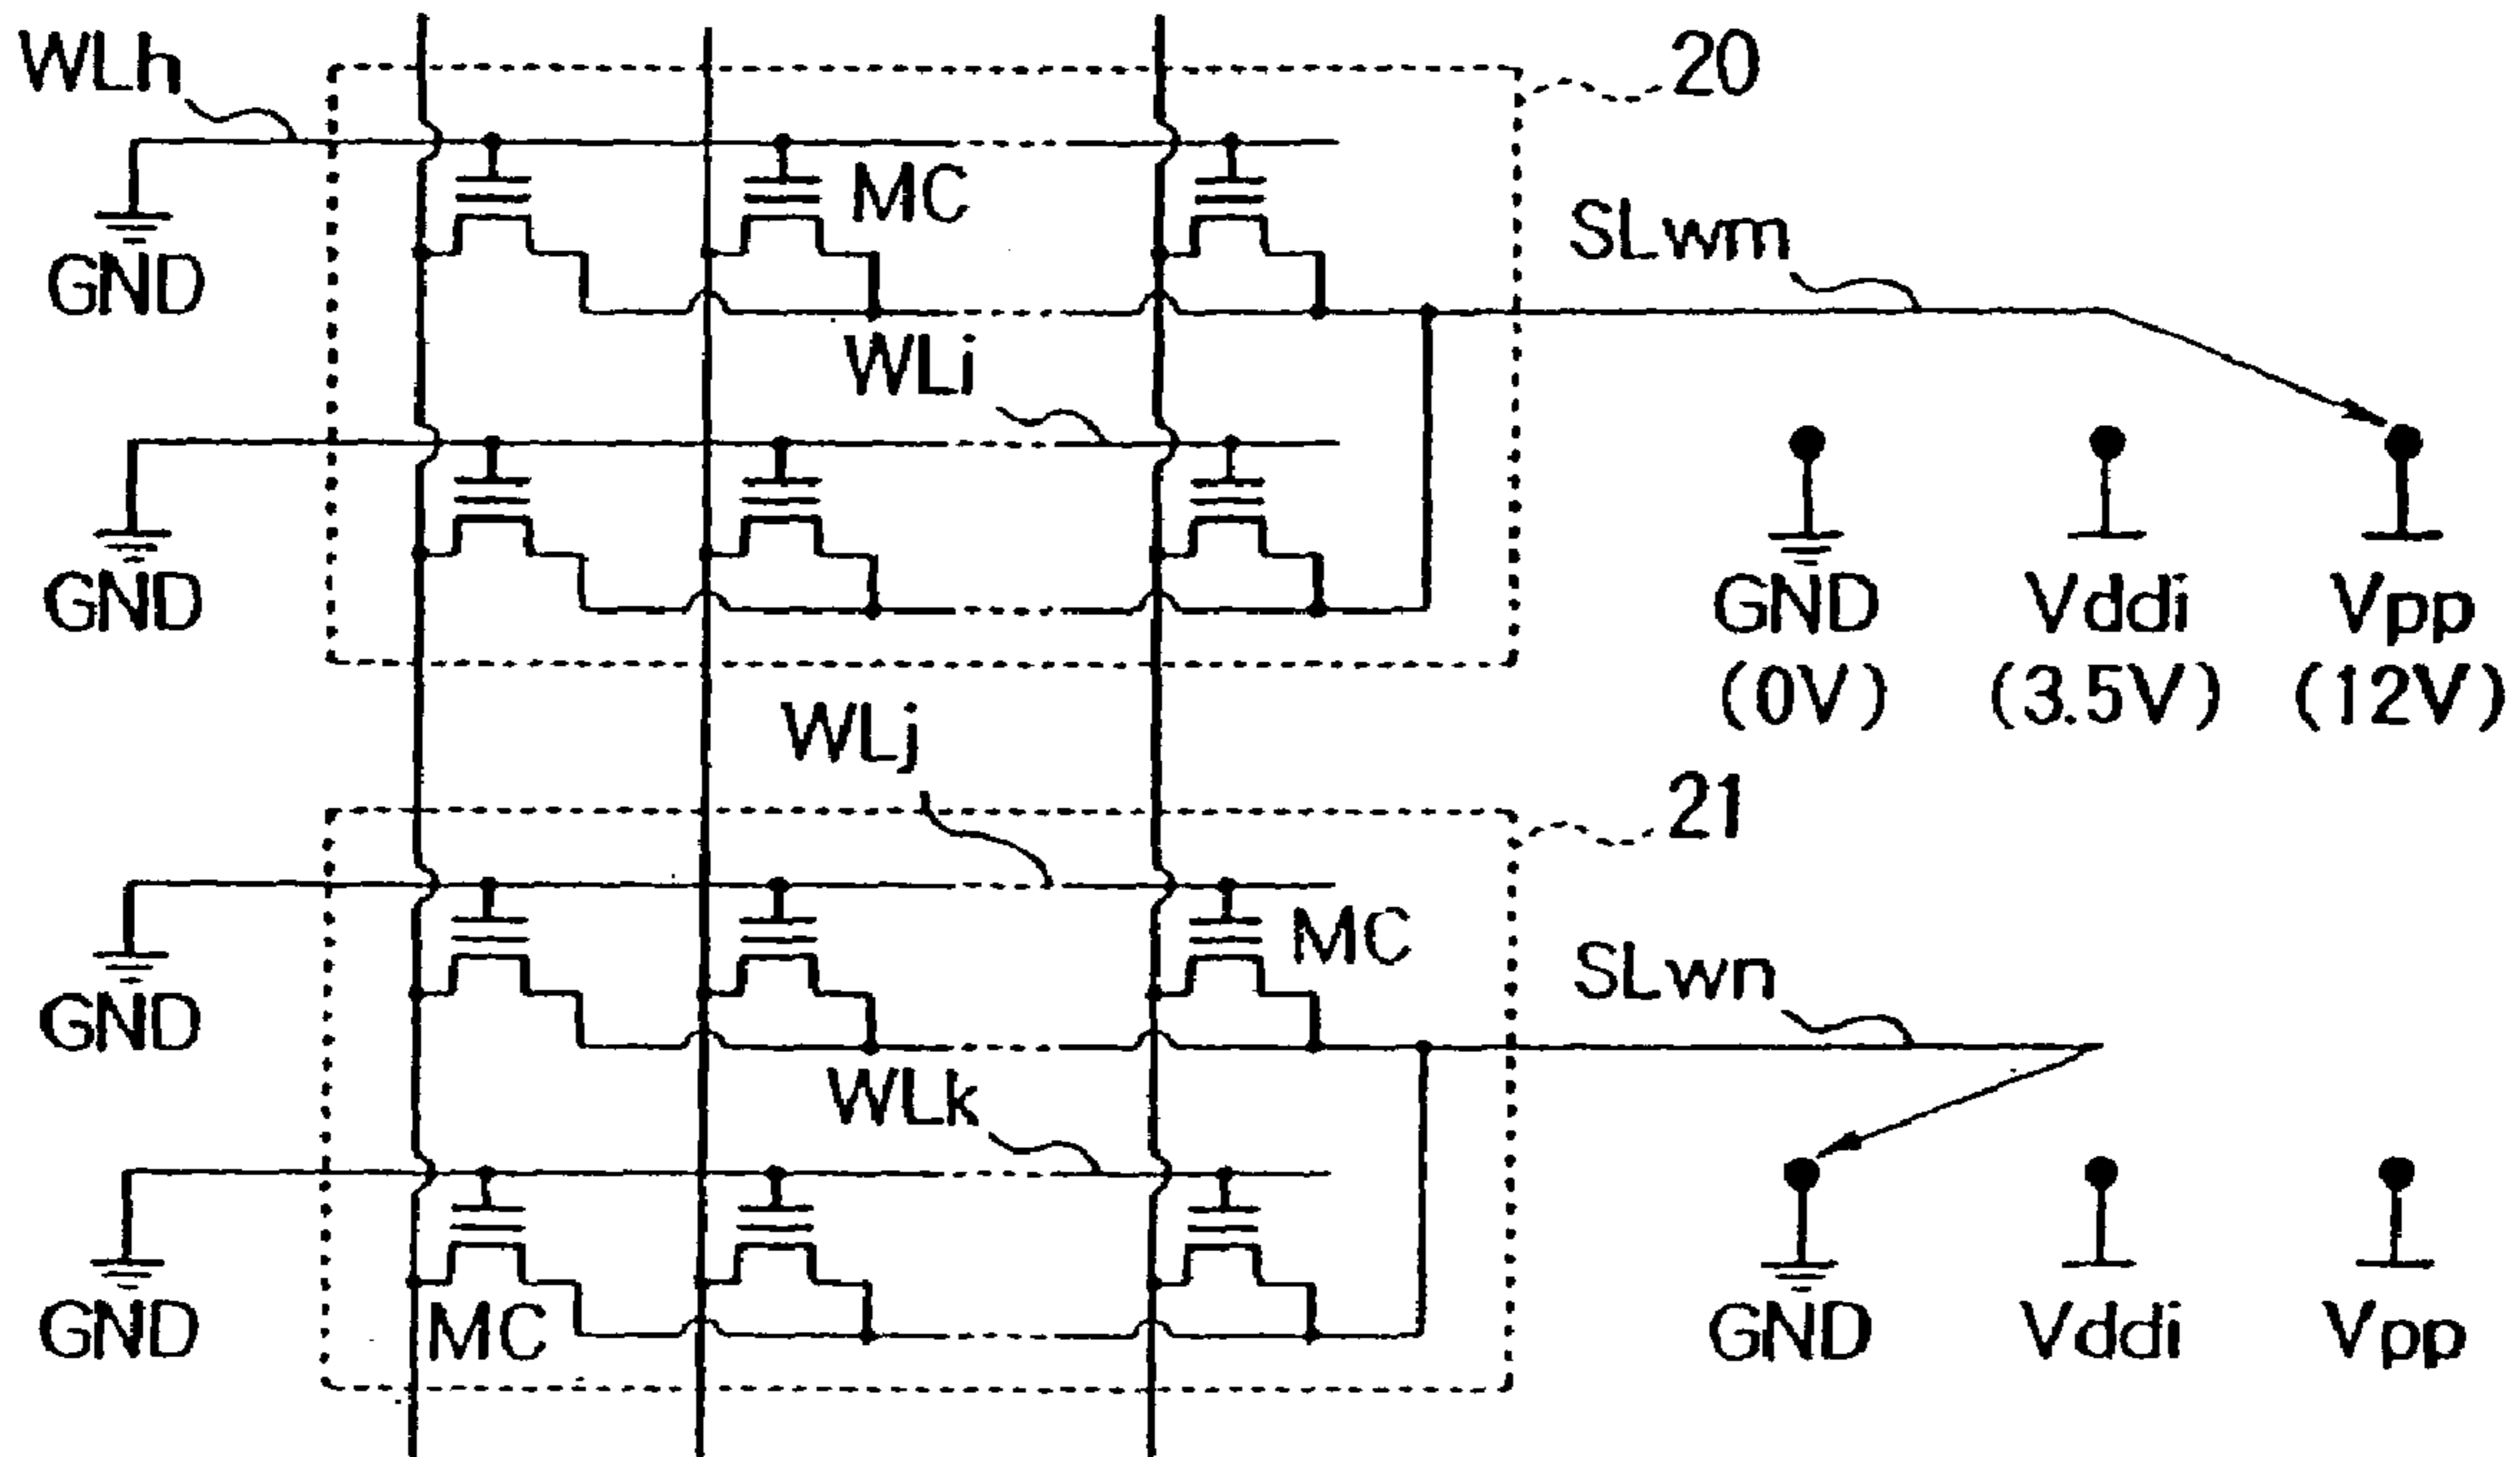 WLh
20
MC
GND
SLwm
WLi
GND
GND Vddi Vpp
(0V) (3.5V) (12V)
WLj
21
MC
GND
SLwn
WLk
GND
MC
GND Vddi Vpp